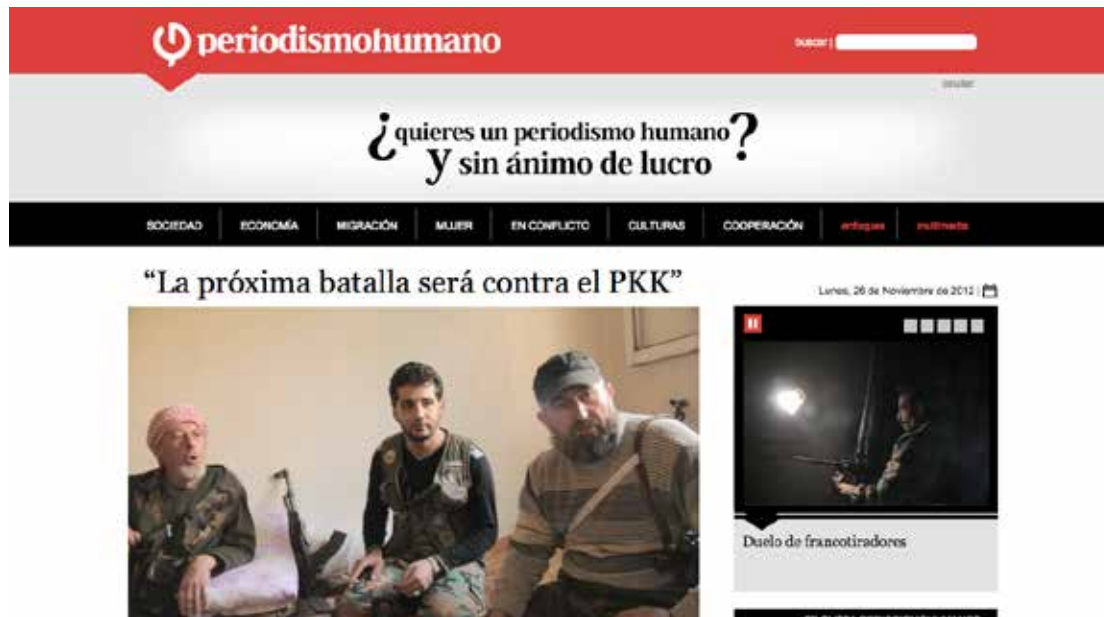 periodismohumano
buscar |
¿quieres un periodismo humano
y sin ánimo de lucro?
SOCIEDAD ECONOMÍA MIGRACIÓN MUJER EN CONFLICTO CULTURAS COOPERACIÓN enfoques multimedia
“La próxima batalla será contra el PKK”
Lunes, 26 de Noviembre de 2012 |
Duelo de francotiradores